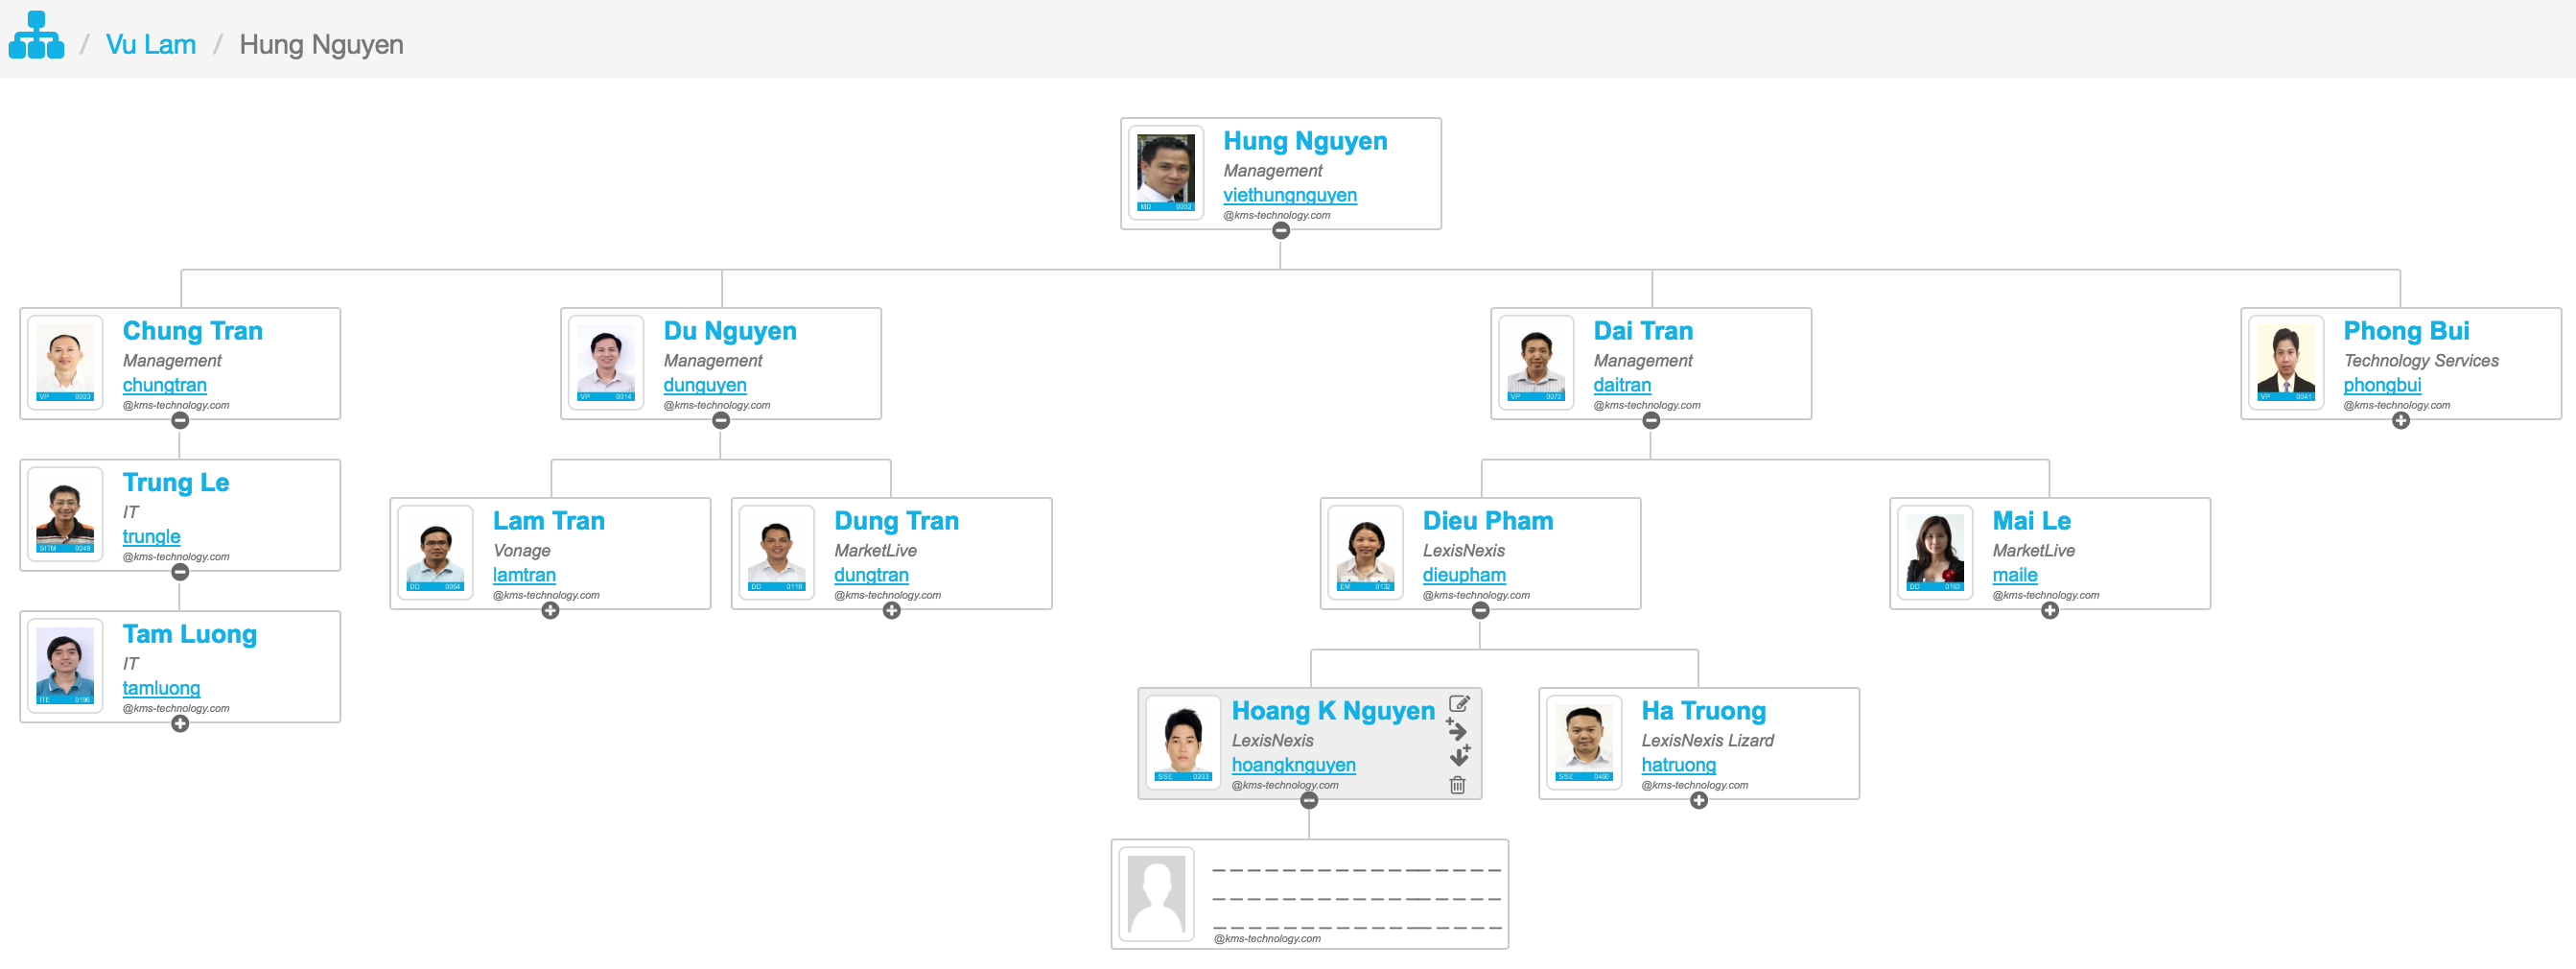 / Vu Lam / Hung Nguyen
Hung Nguyen
Management
viethungnguyen
@kms-technology.com
MD 0002
Chung Tran
Management
chungtran
@kms-technology.com
VP 0003
Du Nguyen
Management
dunguyen
@kms-technology.com
VP 0014
Dai Tran
Management
daitran
@kms-technology.com
VP 0073
Phong Bui
Technology Services
phongbui
@kms-technology.com
VP 0041
Trung Le
IT
trungle
@kms-technology.com
SITM 0049
Lam Tran
Vonage
lamtran
@kms-technology.com
DD 0064
Dung Tran
MarketLive
dungtran
@kms-technology.com
DD 0118
Dieu Pham
LexisNexis
dieupham
@kms-technology.com
EM 0132
Mai Le
MarketLive
maile
@kms-technology.com
DD 0163
Tam Luong
IT
tamluong
@kms-technology.com
ITE 0196
Hoang K Nguyen
LexisNexis
hoangknguyen
@kms-technology.com
SSE 0203
Ha Truong
LexisNexis Lizard
hatruong
@kms-technology.com
SSE 0460
@kms-technology.com